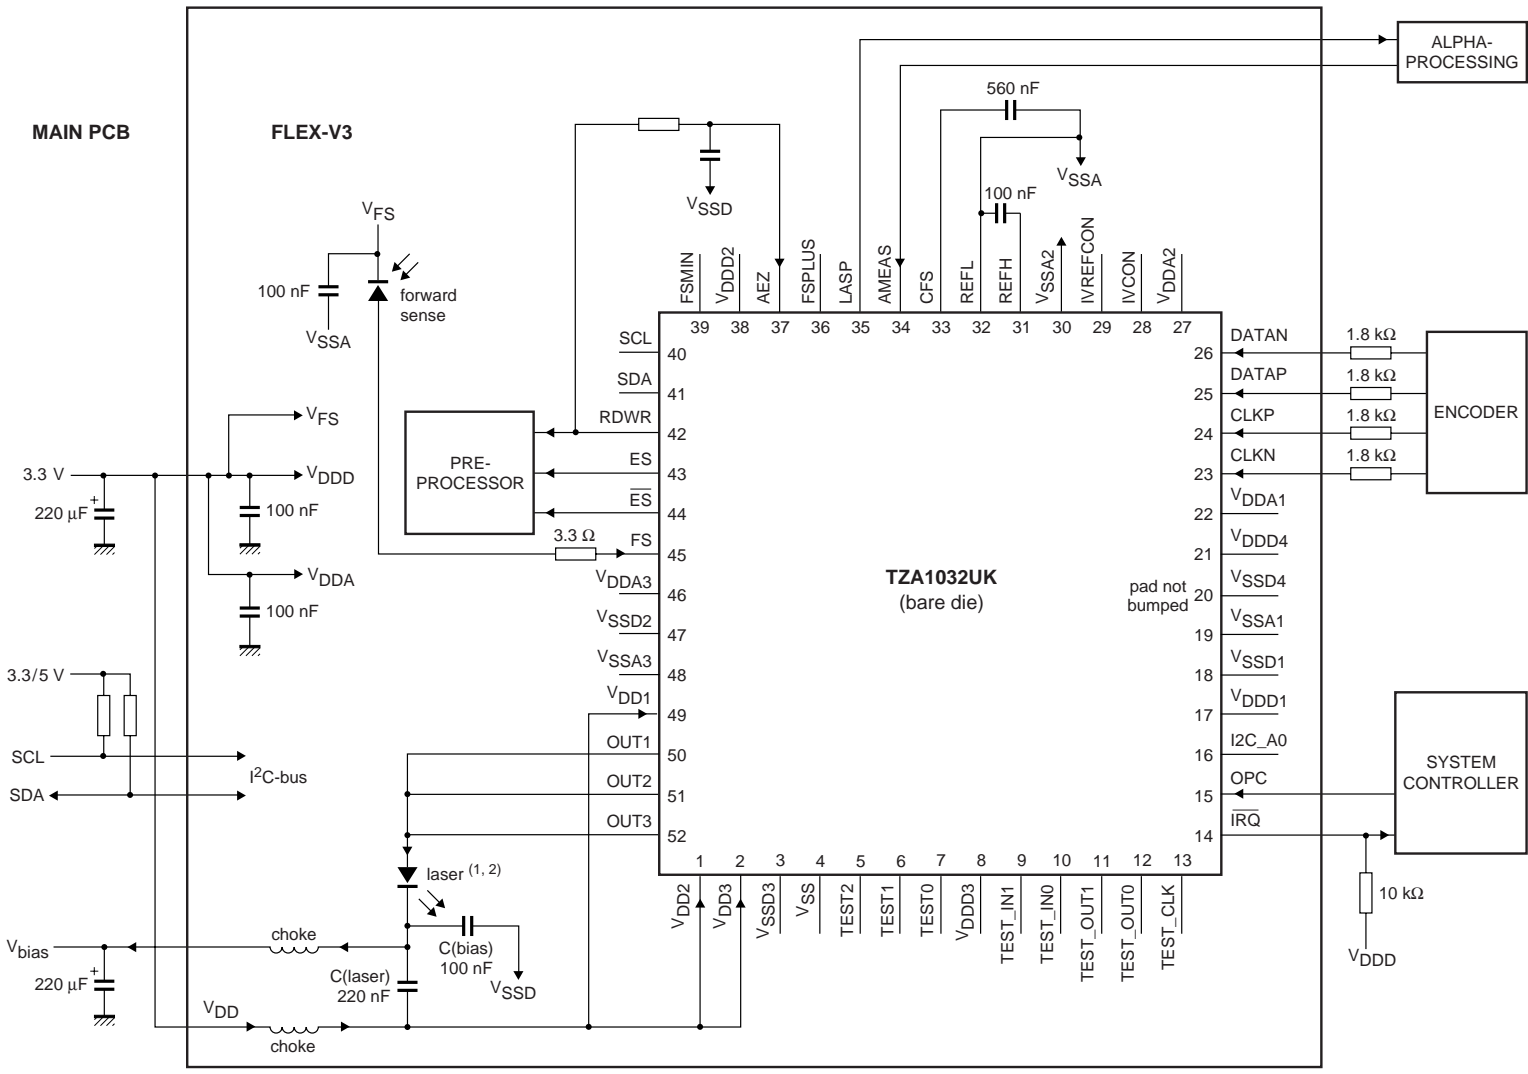 MAIN PCB
FLEX-V3
ALPHA-
PROCESSING
560 nF
VSSA
100 nF
VSSD
VFS
100 nF
VSSA
forward
sense
FSMIN
VDDD2
AEZ
FSPLUS
LASP
AMEAS
CFS
REFL
REFH
VSSA2
IVREFCON
IVCON
VDDA2
39
38
37
36
35
34
33
32
31
30
29
28
27
SCL
40
SDA
41
RDWR
42
ES
43
ES
44
FS
45
VDDA3
46
VSSD2
47
VSSA3
48
VDD1
49
OUT1
50
OUT2
51
OUT3
52
PRE-
PROCESSOR
3.3 Ω
TZA1032UK
(bare die)
pad not
bumped
DATAN
26
DATAP
25
CLKP
24
CLKN
23
VDDA1
22
VDDD4
21
VSSD4
20
VSSA1
19
VSSD1
18
VDDD1
17
I2C_A0
16
OPC
15
IRQ
14
1.8 kΩ
1.8 kΩ
1.8 kΩ
1.8 kΩ
ENCODER
SYSTEM
CONTROLLER
10 kΩ
VDDD
3.3 V
220 µF
+
VFS
VDDD
100 nF
VDDA
100 nF
3.3/5 V
SCL
SDA
I2C-bus
laser (1, 2)
Vbias
220 µF
+
choke
C(bias)
100 nF
VSSD
C(laser)
220 nF
VDD
choke
1
2
3
4
5
6
7
8
9
10
11
12
13
VDD2
VDD3
VSSD3
VSS
TEST2
TEST1
TEST0
VDDD3
TEST_IN1
TEST_IN0
TEST_OUT1
TEST_OUT0
TEST_CLK